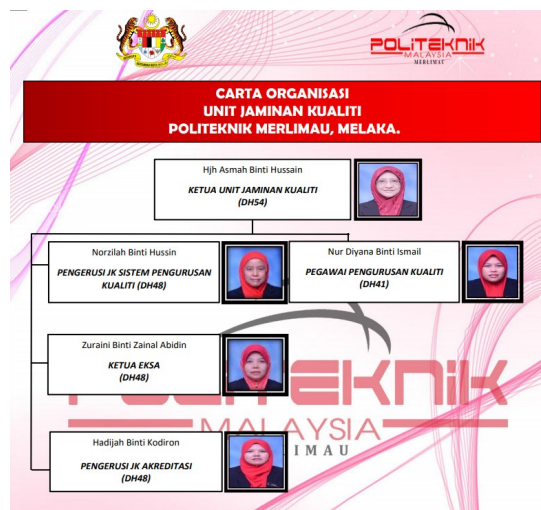 POLITEKNIK
MALAYSIA
MERLIMAU
CARTA ORGANISASI
UNIT JAMINAN KUALITI
POLITEKNIK MERLIMAU, MELAKA.
Hjh Asmah Binti Hussain
KETUA UNIT JAMINAN KUALITI
(DH54)
Norzilah Binti Hussin
PENGERUSI JK SISTEM PENGURUSAN
KUALITI (DH48)
Nur Diyana Binti Ismail
PEGAWAI PENGURUSAN KUALITI
(DH41)
Zuraini Binti Zainal Abidin
KETUA EKSA
(DH48)
Hadijah Binti Kodiron
PENGERUSI JK AKREDITASI
(DH48)
MALAYSIA